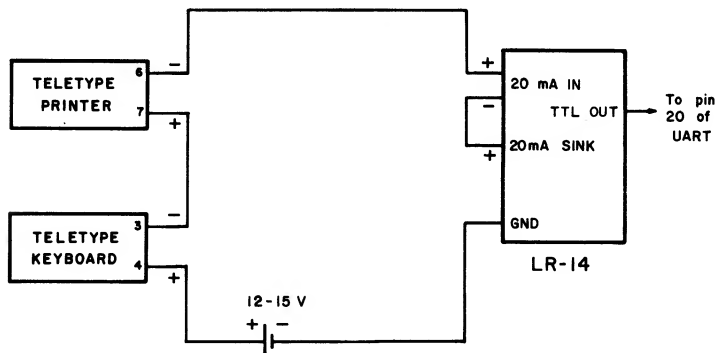 TELETYPE
PRINTER
6
7
−
+
TELETYPE
KEYBOARD
3
4
−
+
12-15 V
+ −
+
20 mA IN
−
TTL OUT
+
20mA SINK
GND
LR-14
To pin
20 of
UART